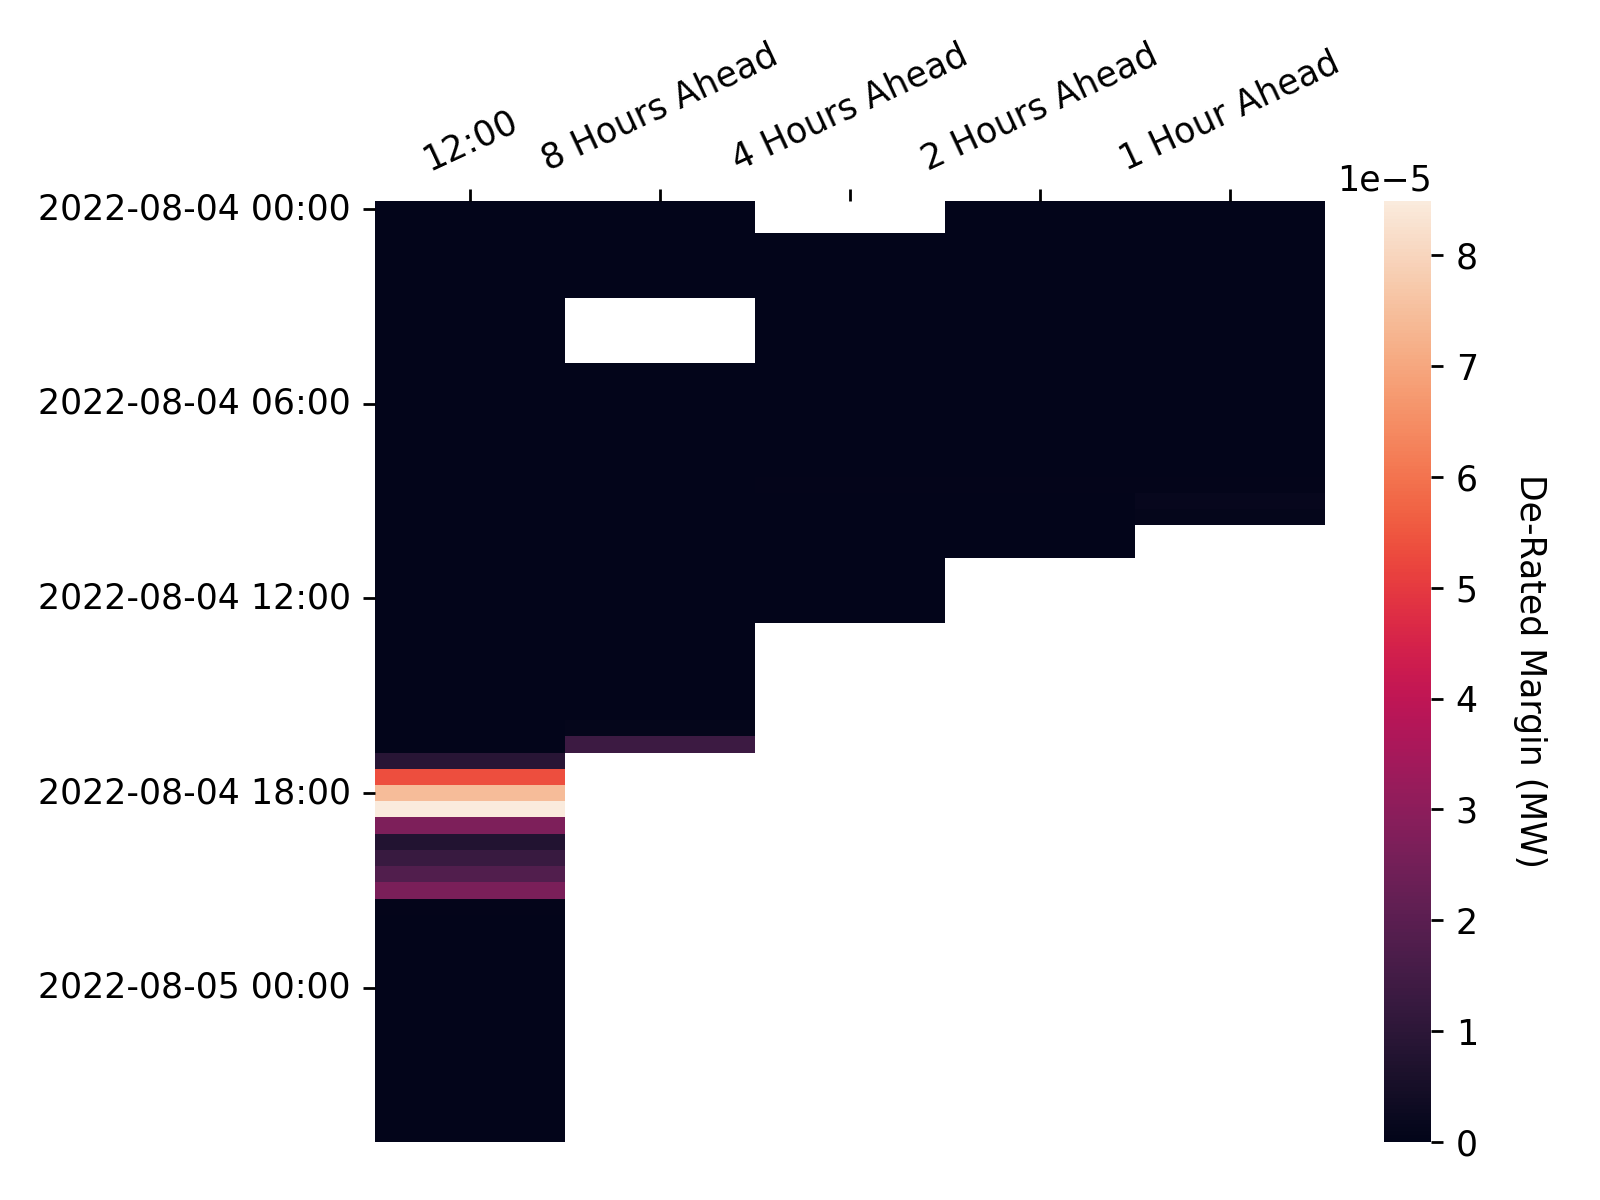 12:00
8 Hours Ahead
4 Hours Ahead
2 Hours Ahead
1 Hour Ahead
1e−5
2022-08-04 00:00
2022-08-04 06:00
2022-08-04 12:00
2022-08-04 18:00
2022-08-05 00:00
8
7
6
5
4
3
2
1
0
De-Rated Margin (MW)